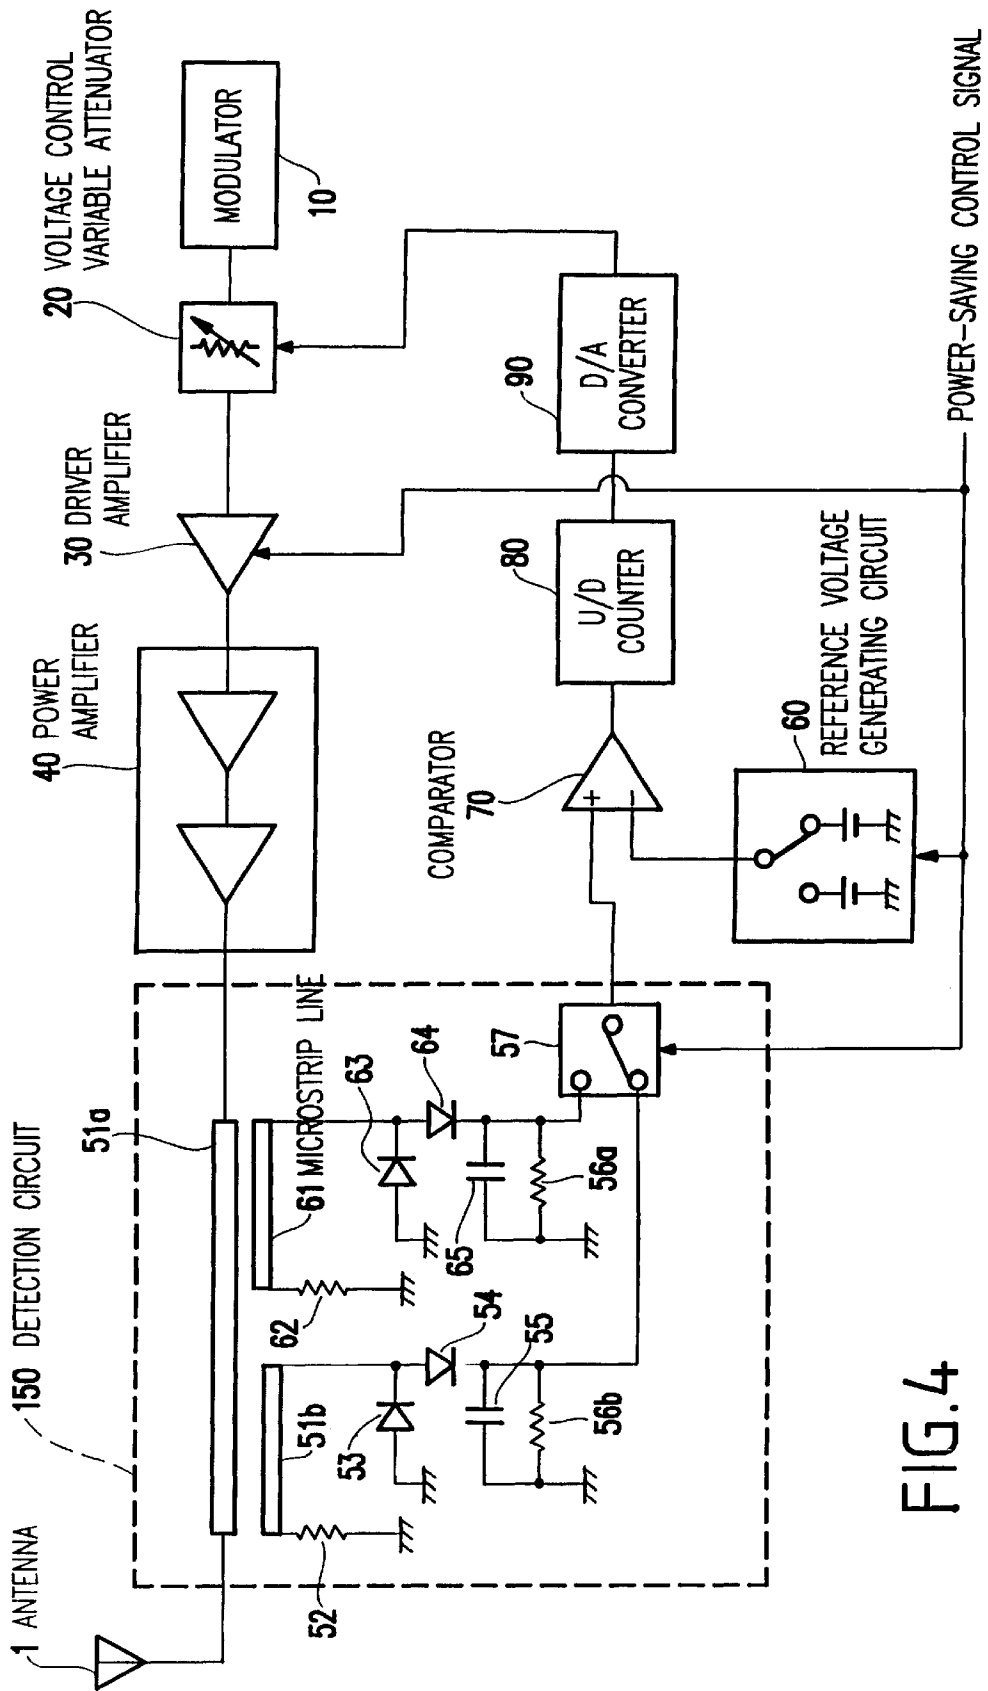 1 ANTENNA
150 DETECTION CIRCUIT
51a
40 POWER
AMPLIFIER
30 DRIVER
AMPLIFIER
20 VOLTAGE CONTROL
VARIABLE ATTENUATOR
MODULATOR
10
51b
61 MICROSTRIP LINE
52
53
54
55
56b
62
63
64
65
56a
57
COMPARATOR
70
+
−
80
U/D
COUNTER
90
D/A
CONVERTER
60
REFERENCE VOLTAGE
GENERATING CIRCUIT
POWER-SAVING CONTROL SIGNAL
FIG.4